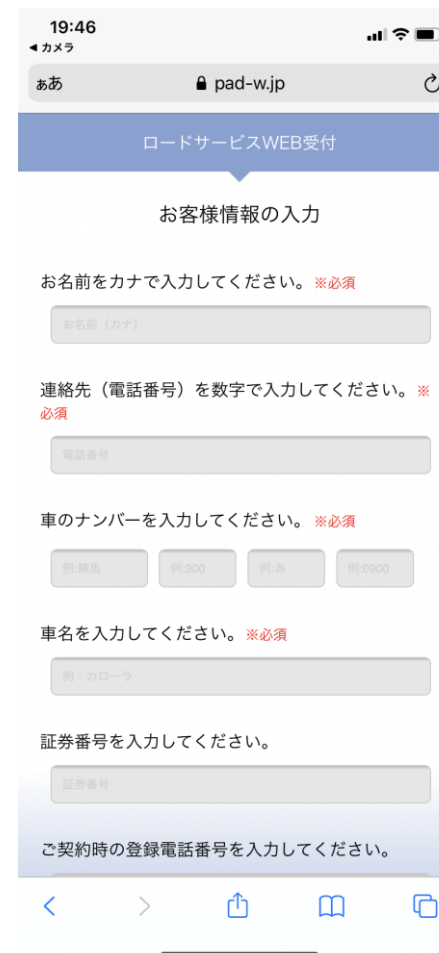 19:46
◀ カメラ
ぁあ pad-w.jp
ロードサービスWEB受付
お客様情報の入力
お名前をカナで入力してください。※必須
お名前（カナ）
連絡先（電話番号）を数字で入力してください。※
必須
電話番号
車のナンバーを入力してください。※必須
例:練馬 例:300 例:あ 例:0900
車名を入力してください。※必須
例：カローラ
証券番号を入力してください。
証券番号
ご契約時の登録電話番号を入力してください。